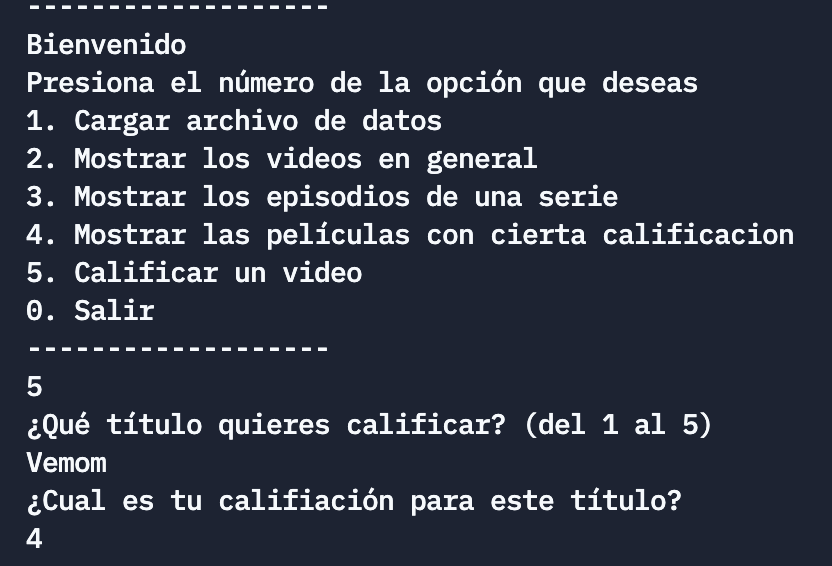 -------------------
Bienvenido
Presiona el número de la opción que deseas
1. Cargar archivo de datos
2. Mostrar los videos en general
3. Mostrar los episodios de una serie
4. Mostrar las películas con cierta calificacion
5. Calificar un video
0. Salir
-------------------
5
¿Qué título quieres calificar? (del 1 al 5)
Vemom
¿Cual es tu califiación para este título?
4